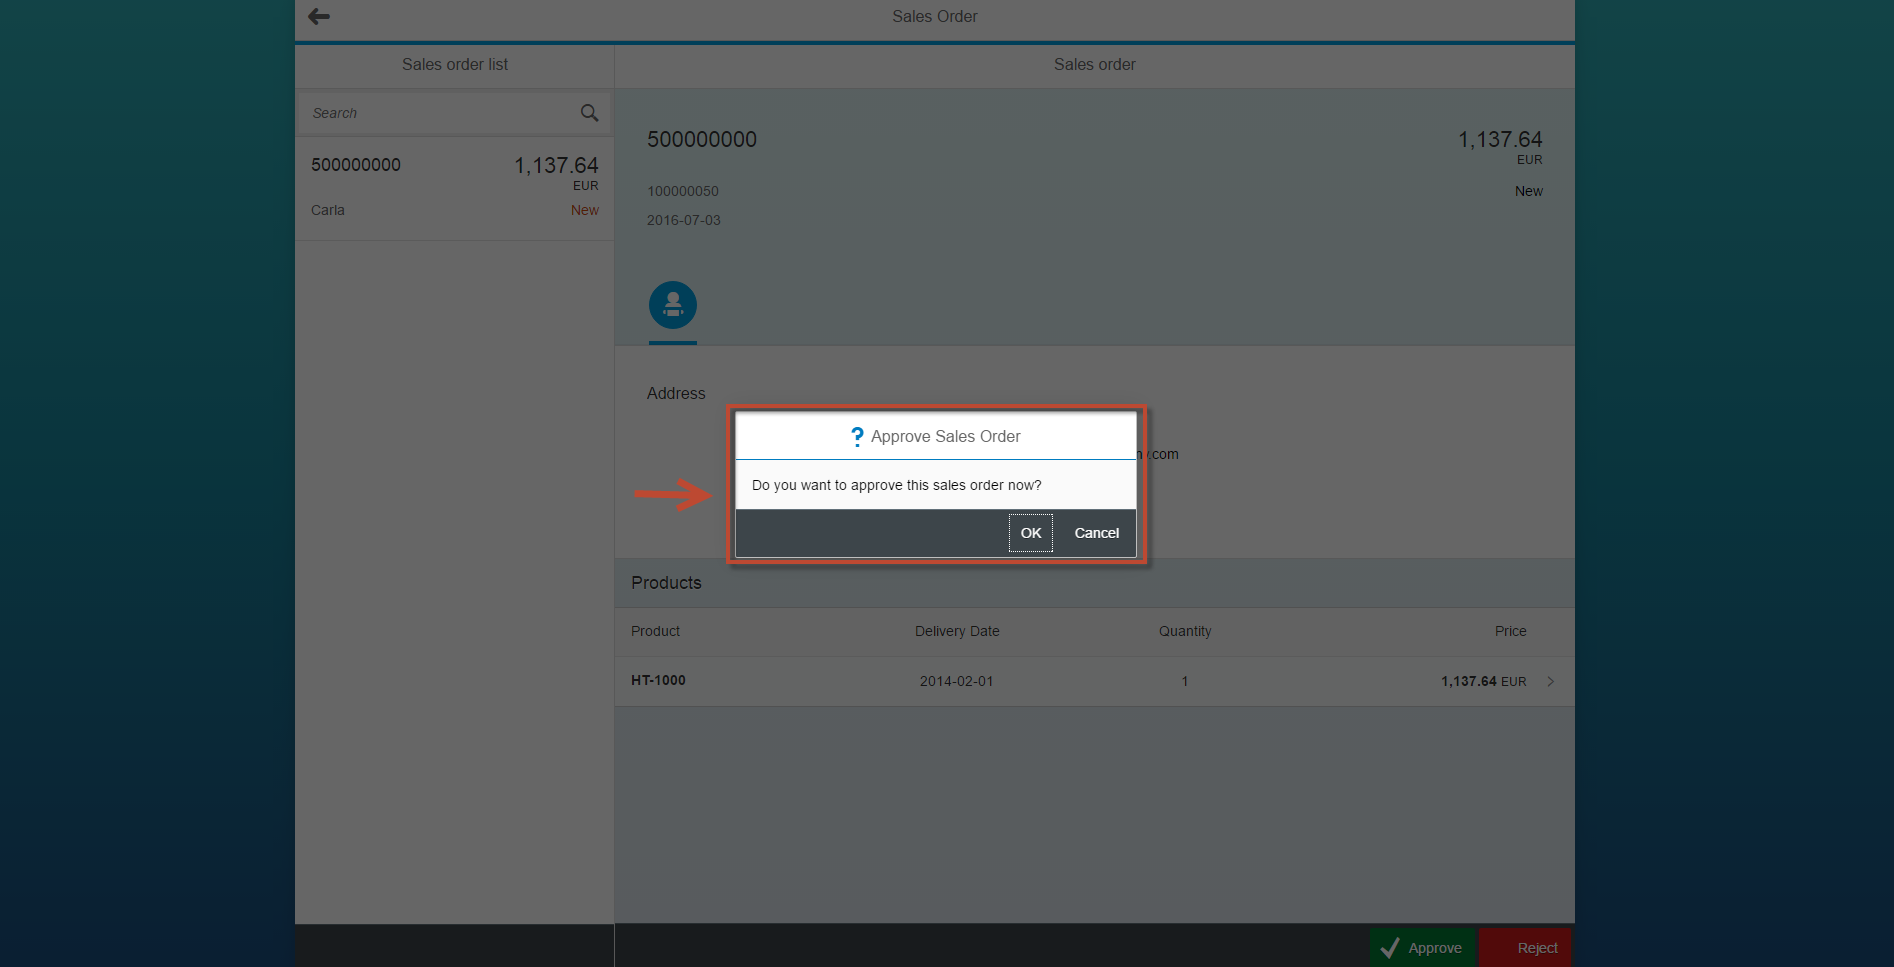 Sales Order
Sales order list
Sales order
Search
500000000
1,137.64
EUR
Carla
New
500000000
1,137.64
EUR
100000050
New
2016-07-03
Address
.com
? Approve Sales Order
Do you want to approve this sales order now?
OK Cancel
Products
Product Delivery Date Quantity Price
HT-1000 2014-02-01 1 1,137.64 EUR
Approve Reject